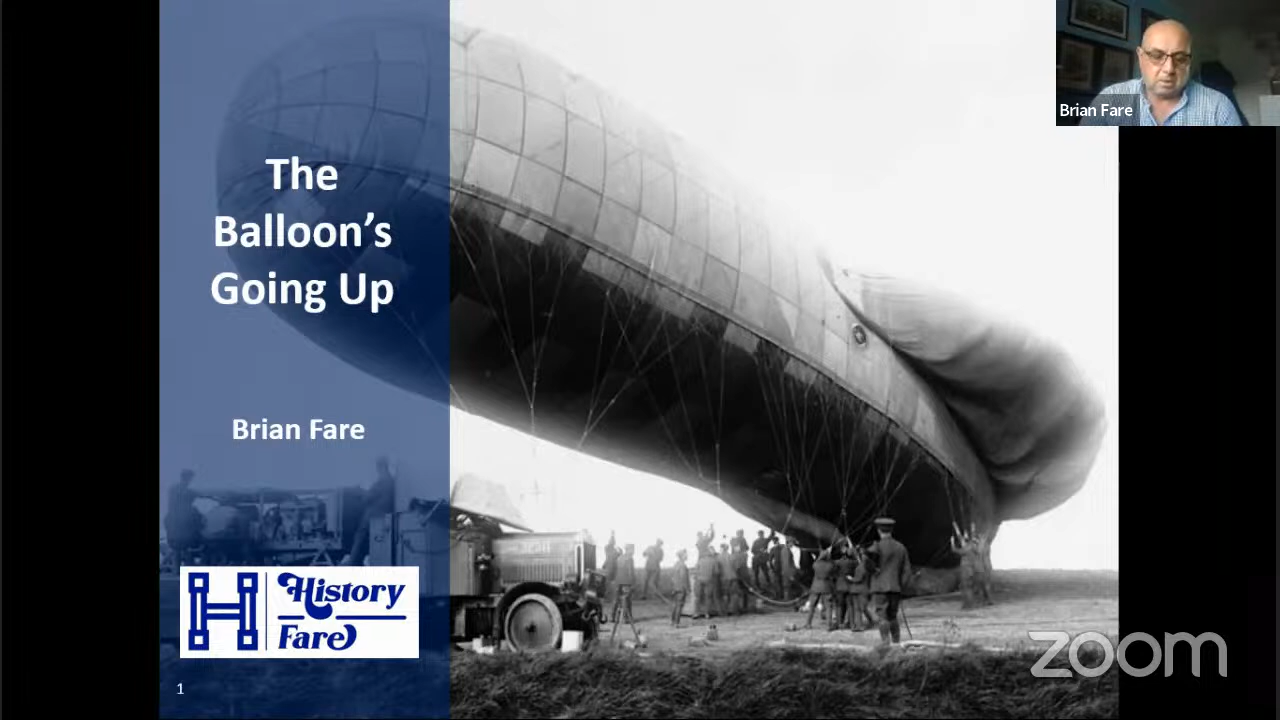 The
Balloon's
Going Up
Brian Fare
History
Fare
1
Brian Fare
zoom